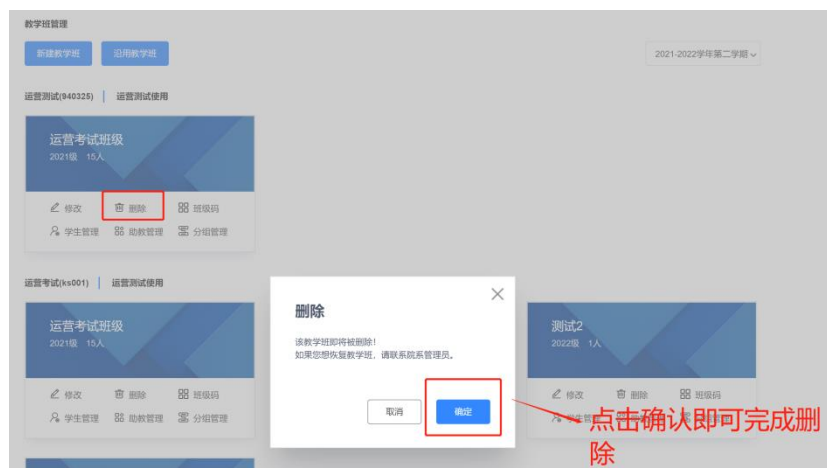 教学班管理
新建教学班 沿用教学班 2021-2022学年第二学期
运营测试(940325) 运营测试使用
运营考试班级
2021级 15人
修改 删除 班级码
学生管理 助教管理 分组管理
运营考试(ks001) 运营测试使用
运营考试班级
2021级 15人
修改 删除 班级码
学生管理 助教管理 分组管理
删除
该教学班即将被删除！
如果您想恢复教学班，请联系院系管理员。
取消 确定
测试2
2022级 1人
修改 删除 班级码
点击确认即可完成删
除